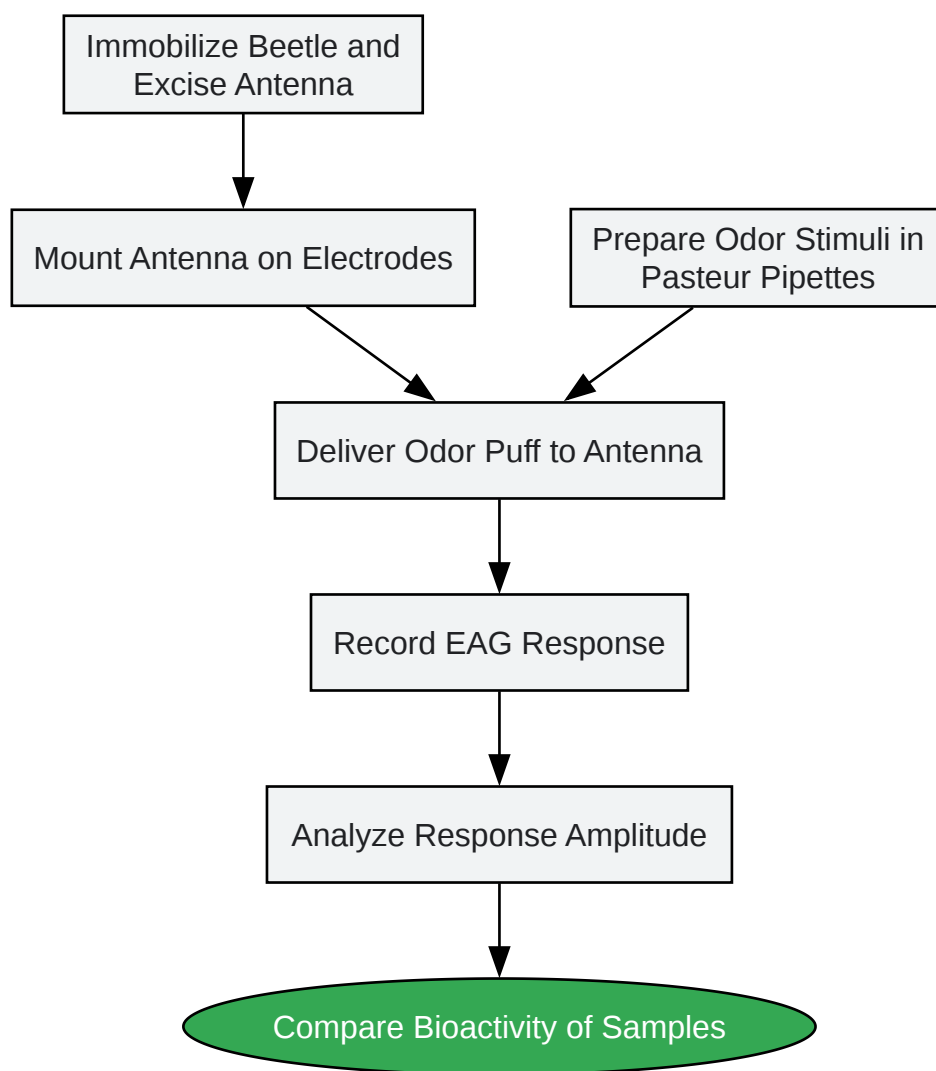 Immobilize Beetle and
Excise Antenna
Mount Antenna on Electrodes
Prepare Odor Stimuli in
Pasteur Pipettes
Deliver Odor Puff to Antenna
Record EAG Response
Analyze Response Amplitude
Compare Bioactivity of Samples